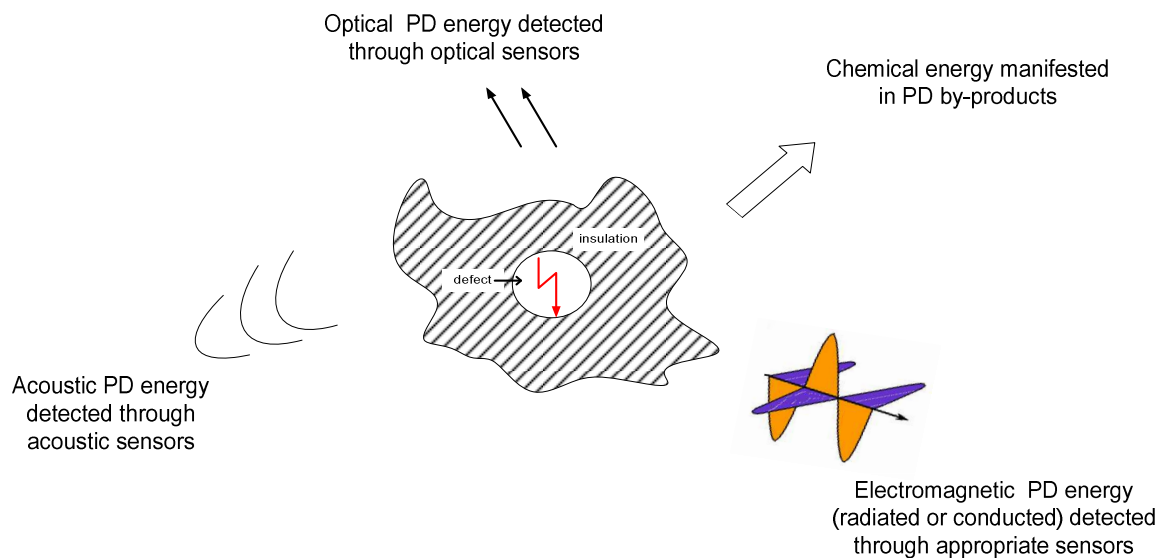 Optical PD energy detected
through optical sensors
Chemical energy manifested
in PD by-products
insulation
defect
Acoustic PD energy
detected through
acoustic sensors
Electromagnetic PD energy
(radiated or conducted) detected
through appropriate sensors